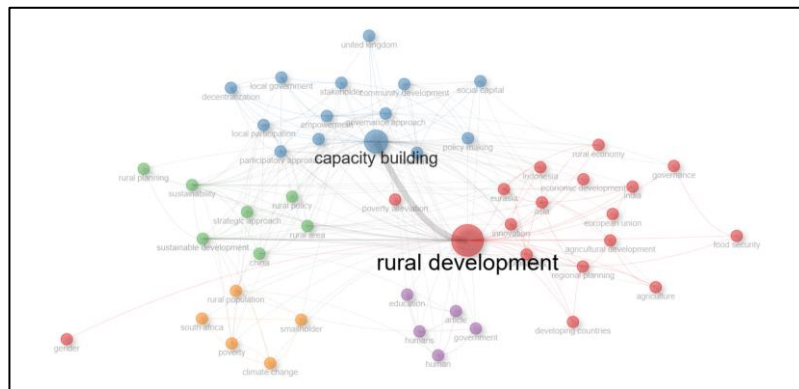 united kingdom
local government
stakeholder
community development
social capital
decentralization
empowerment
governance approach
local participation
policy making
participatory approach
capacity building
rural economy
rural planning
indonesia
governance
sustainability
economic development
india
eurasia
rural policy
poverty alleviation
asia
strategic approach
european union
rural area
innovation
sustainable development
agricultural development
food security
china
rural development
regional planning
rural population
education
agriculture
south africa
smallholder
article
developing countries
gender
poverty
humans
government
human
climate change